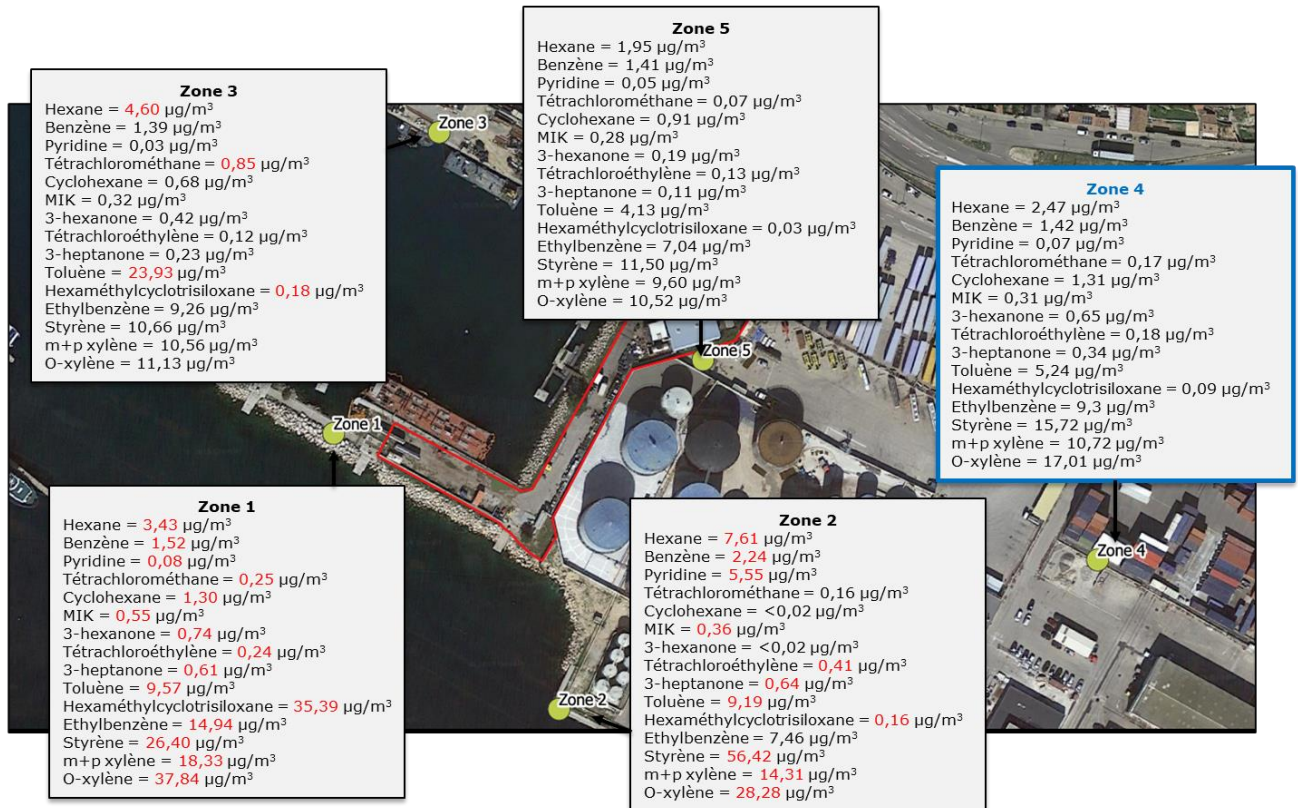 Zone 5
Hexane = 1,95 µg/m³
Benzène = 1,41 µg/m³
Pyridine = 0,05 µg/m³
Tétrachlorométhane = 0,07 µg/m³
Cyclohexane = 0,91 µg/m³
MIK = 0,28 µg/m³
3-hexanone = 0,19 µg/m³
Tétrachloroéthylène = 0,13 µg/m³
3-heptanone = 0,11 µg/m³
Toluène = 4,13 µg/m³
Hexaméthylcyclotrisiloxane = 0,03 µg/m³
Ethylbenzène = 7,04 µg/m³
Styrène = 11,50 µg/m³
m+p xylène = 9,60 µg/m³
O-xylène = 10,52 µg/m³
Zone 3
Hexane = 4,60 µg/m³
Benzène = 1,39 µg/m³
Pyridine = 0,03 µg/m³
Tétrachlorométhane = 0,85 µg/m³
Cyclohexane = 0,68 µg/m³
MIK = 0,32 µg/m³
3-hexanone = 0,42 µg/m³
Tétrachloroéthylène = 0,12 µg/m³
3-heptanone = 0,23 µg/m³
Toluène = 23,93 µg/m³
Hexaméthylcyclotrisiloxane = 0,18 µg/m³
Ethylbenzène = 9,26 µg/m³
Styrène = 10,66 µg/m³
m+p xylène = 10,56 µg/m³
O-xylène = 11,13 µg/m³
Zone 3
Zone 4
Hexane = 2,47 µg/m³
Benzène = 1,42 µg/m³
Pyridine = 0,07 µg/m³
Tétrachlorométhane = 0,17 µg/m³
Cyclohexane = 1,31 µg/m³
MIK = 0,31 µg/m³
3-hexanone = 0,65 µg/m³
Tétrachloroéthylène = 0,18 µg/m³
3-heptanone = 0,34 µg/m³
Toluène = 5,24 µg/m³
Hexaméthylcyclotrisiloxane = 0,09 µg/m³
Ethylbenzène = 9,3 µg/m³
Styrène = 15,72 µg/m³
m+p xylène = 10,72 µg/m³
O-xylène = 17,01 µg/m³
Zone 5
Zone 1
Zone 1
Hexane = 3,43 µg/m³
Benzène = 1,52 µg/m³
Pyridine = 0,08 µg/m³
Tétrachlorométhane = 0,25 µg/m³
Cyclohexane = 1,30 µg/m³
MIK = 0,55 µg/m³
3-hexanone = 0,74 µg/m³
Tétrachloroéthylène = 0,24 µg/m³
3-heptanone = 0,61 µg/m³
Toluène = 9,57 µg/m³
Hexaméthylcyclotrisiloxane = 35,39 µg/m³
Ethylbenzène = 14,94 µg/m³
Styrène = 26,40 µg/m³
m+p xylène = 18,33 µg/m³
O-xylène = 37,84 µg/m³
Zone 2
Hexane = 7,61 µg/m³
Benzène = 2,24 µg/m³
Pyridine = 5,55 µg/m³
Tétrachlorométhane = 0,16 µg/m³
Cyclohexane = <0,02 µg/m³
MIK = 0,36 µg/m³
3-hexanone = <0,02 µg/m³
Tétrachloroéthylène = 0,41 µg/m³
3-heptanone = 0,64 µg/m³
Toluène = 9,19 µg/m³
Hexaméthylcyclotrisiloxane = 0,16 µg/m³
Ethylbenzène = 7,46 µg/m³
Styrène = 56,42 µg/m³
m+p xylène = 14,31 µg/m³
O-xylène = 28,28 µg/m³
Zone 4
Zone 2